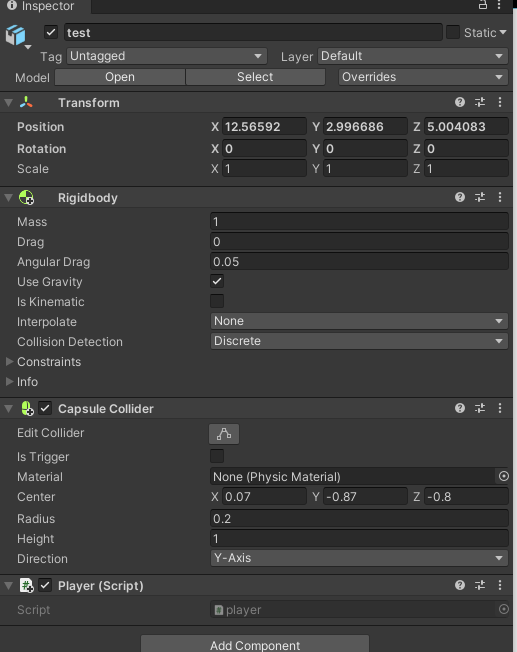 Inspector
test Static
Tag Untagged Layer Default
Model Open Select Overrides
Transform
Position X 12.56592 Y 2.996686 Z 5.004083
Rotation X 0 Y 0 Z 0
Scale X 1 Y 1 Z 1
Rigidbody
Mass 1
Drag 0
Angular Drag 0.05
Use Gravity
Is Kinematic
Interpolate None
Collision Detection Discrete
Constraints
Info
Capsule Collider
Edit Collider
Is Trigger
Material None (Physic Material)
Center X 0.07 Y -0.87 Z -0.8
Radius 0.2
Height 1
Direction Y-Axis
Player (Script)
Script player
Add Component